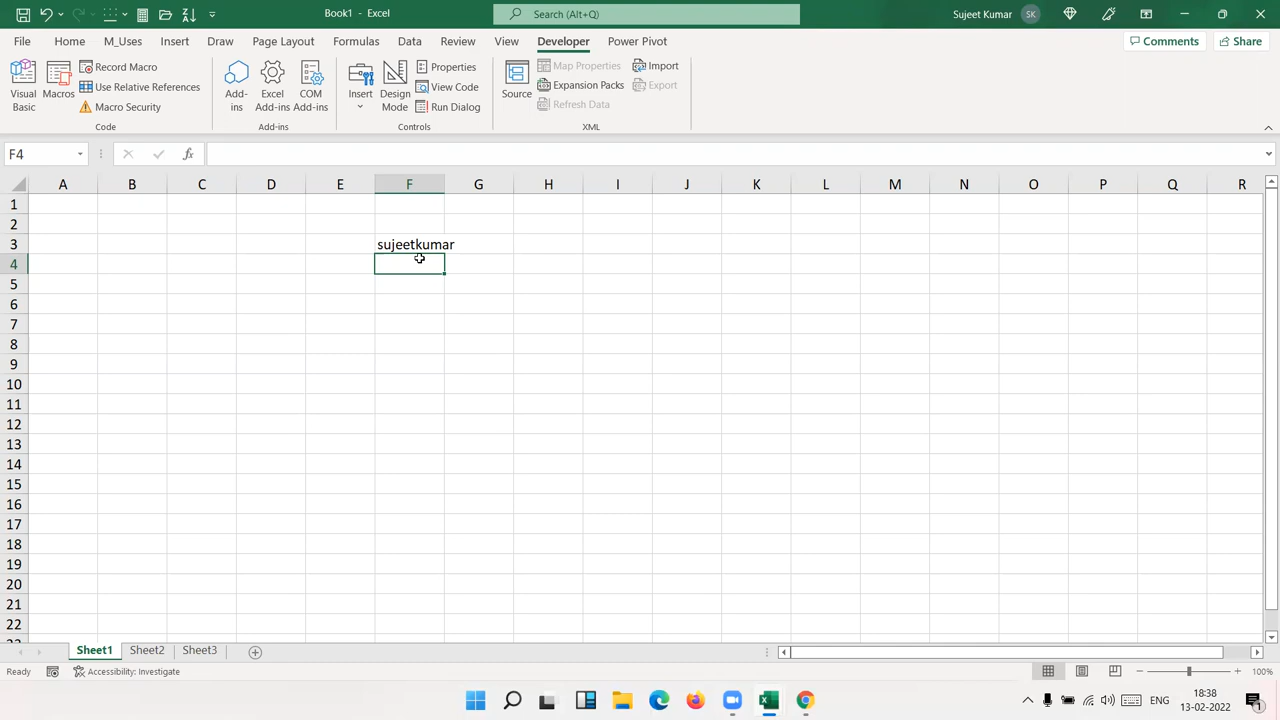 Book1 - Excel
Search (Alt+Q)
Sujeet Kumar
SK
File Home M_Uses Insert Draw Page Layout Formulas Data Review View Developer Power Pivot
Comments
Share
Visual Basic
Macros
Record Macro
Use Relative References
Macro Security
Code
Add-ins
Excel Add-ins
COM Add-ins
Add-ins
Insert
Design Mode
Properties
View Code
Run Dialog
Controls
Source
Map Properties
Expansion Packs
Refresh Data
Import
Export
XML
F4
fx
A B C D E F G H I J K L M N O P Q R
1
2
3 sujeetkumar
4
5
6
7
8
9
10
11
12
13
14
15
16
17
18
19
20
21
22
Sheet1 Sheet2 Sheet3
Ready
Accessibility: Investigate
100%
ENG
18:38
13-02-2022
1